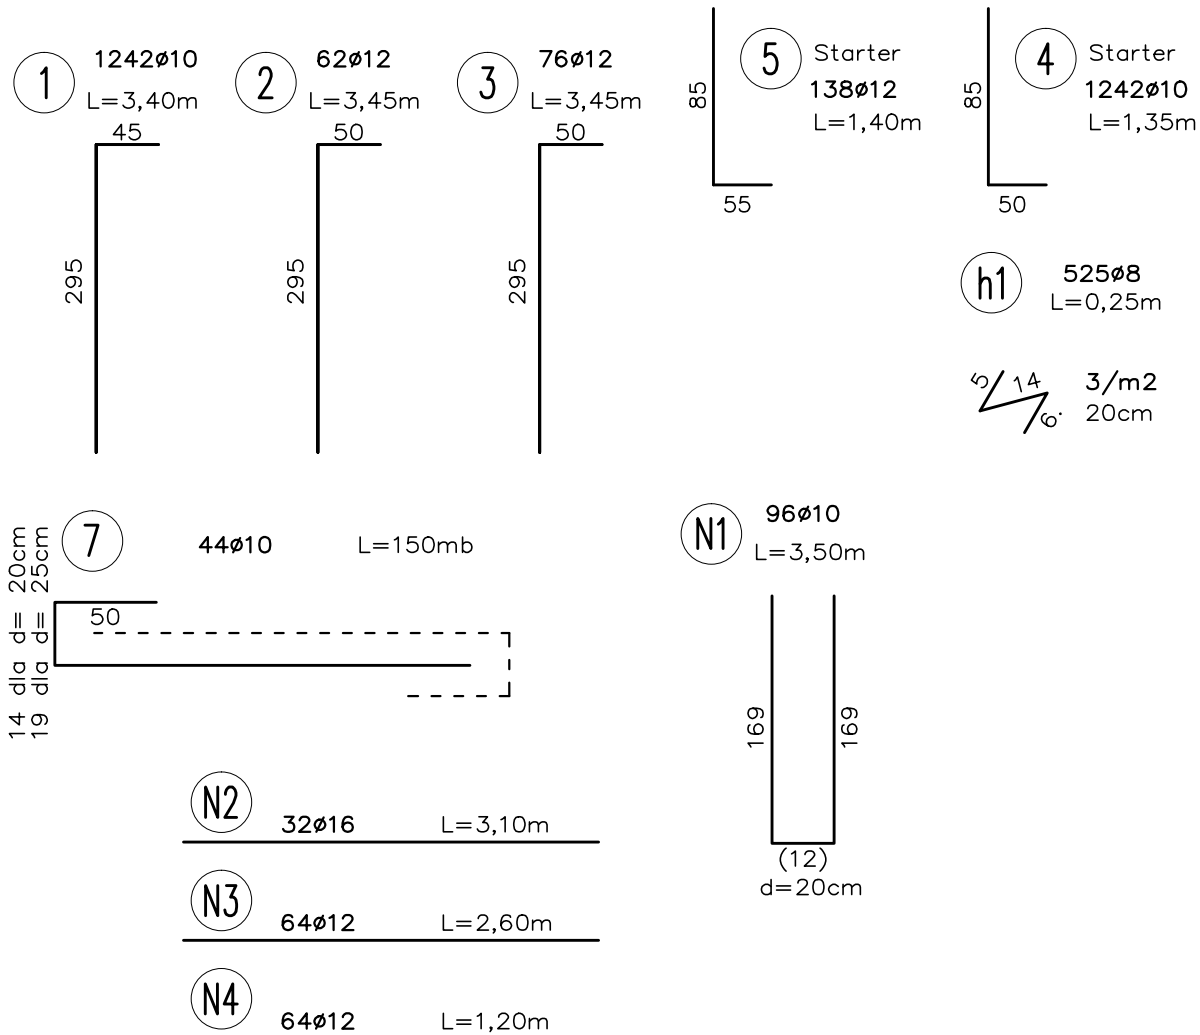 1
1242ø10
L=3,40m
45
295
2
62ø12
L=3,45m
50
295
3
76ø12
L=3,45m
50
295
5
Starter
138ø12
L=1,40m
85
55
4
Starter
1242ø10
L=1,35m
85
50
h1
525ø8
L=0,25m
5
14
6.
3/m2
20cm
7
44ø10
L=150mb
50
14 dla d= 20cm
19 dla d= 25cm
N1
96ø10
L=3,50m
169
169
(12)
d=20cm
N2
32ø16
L=3,10m
N3
64ø12
L=2,60m
N4
64ø12
L=1,20m